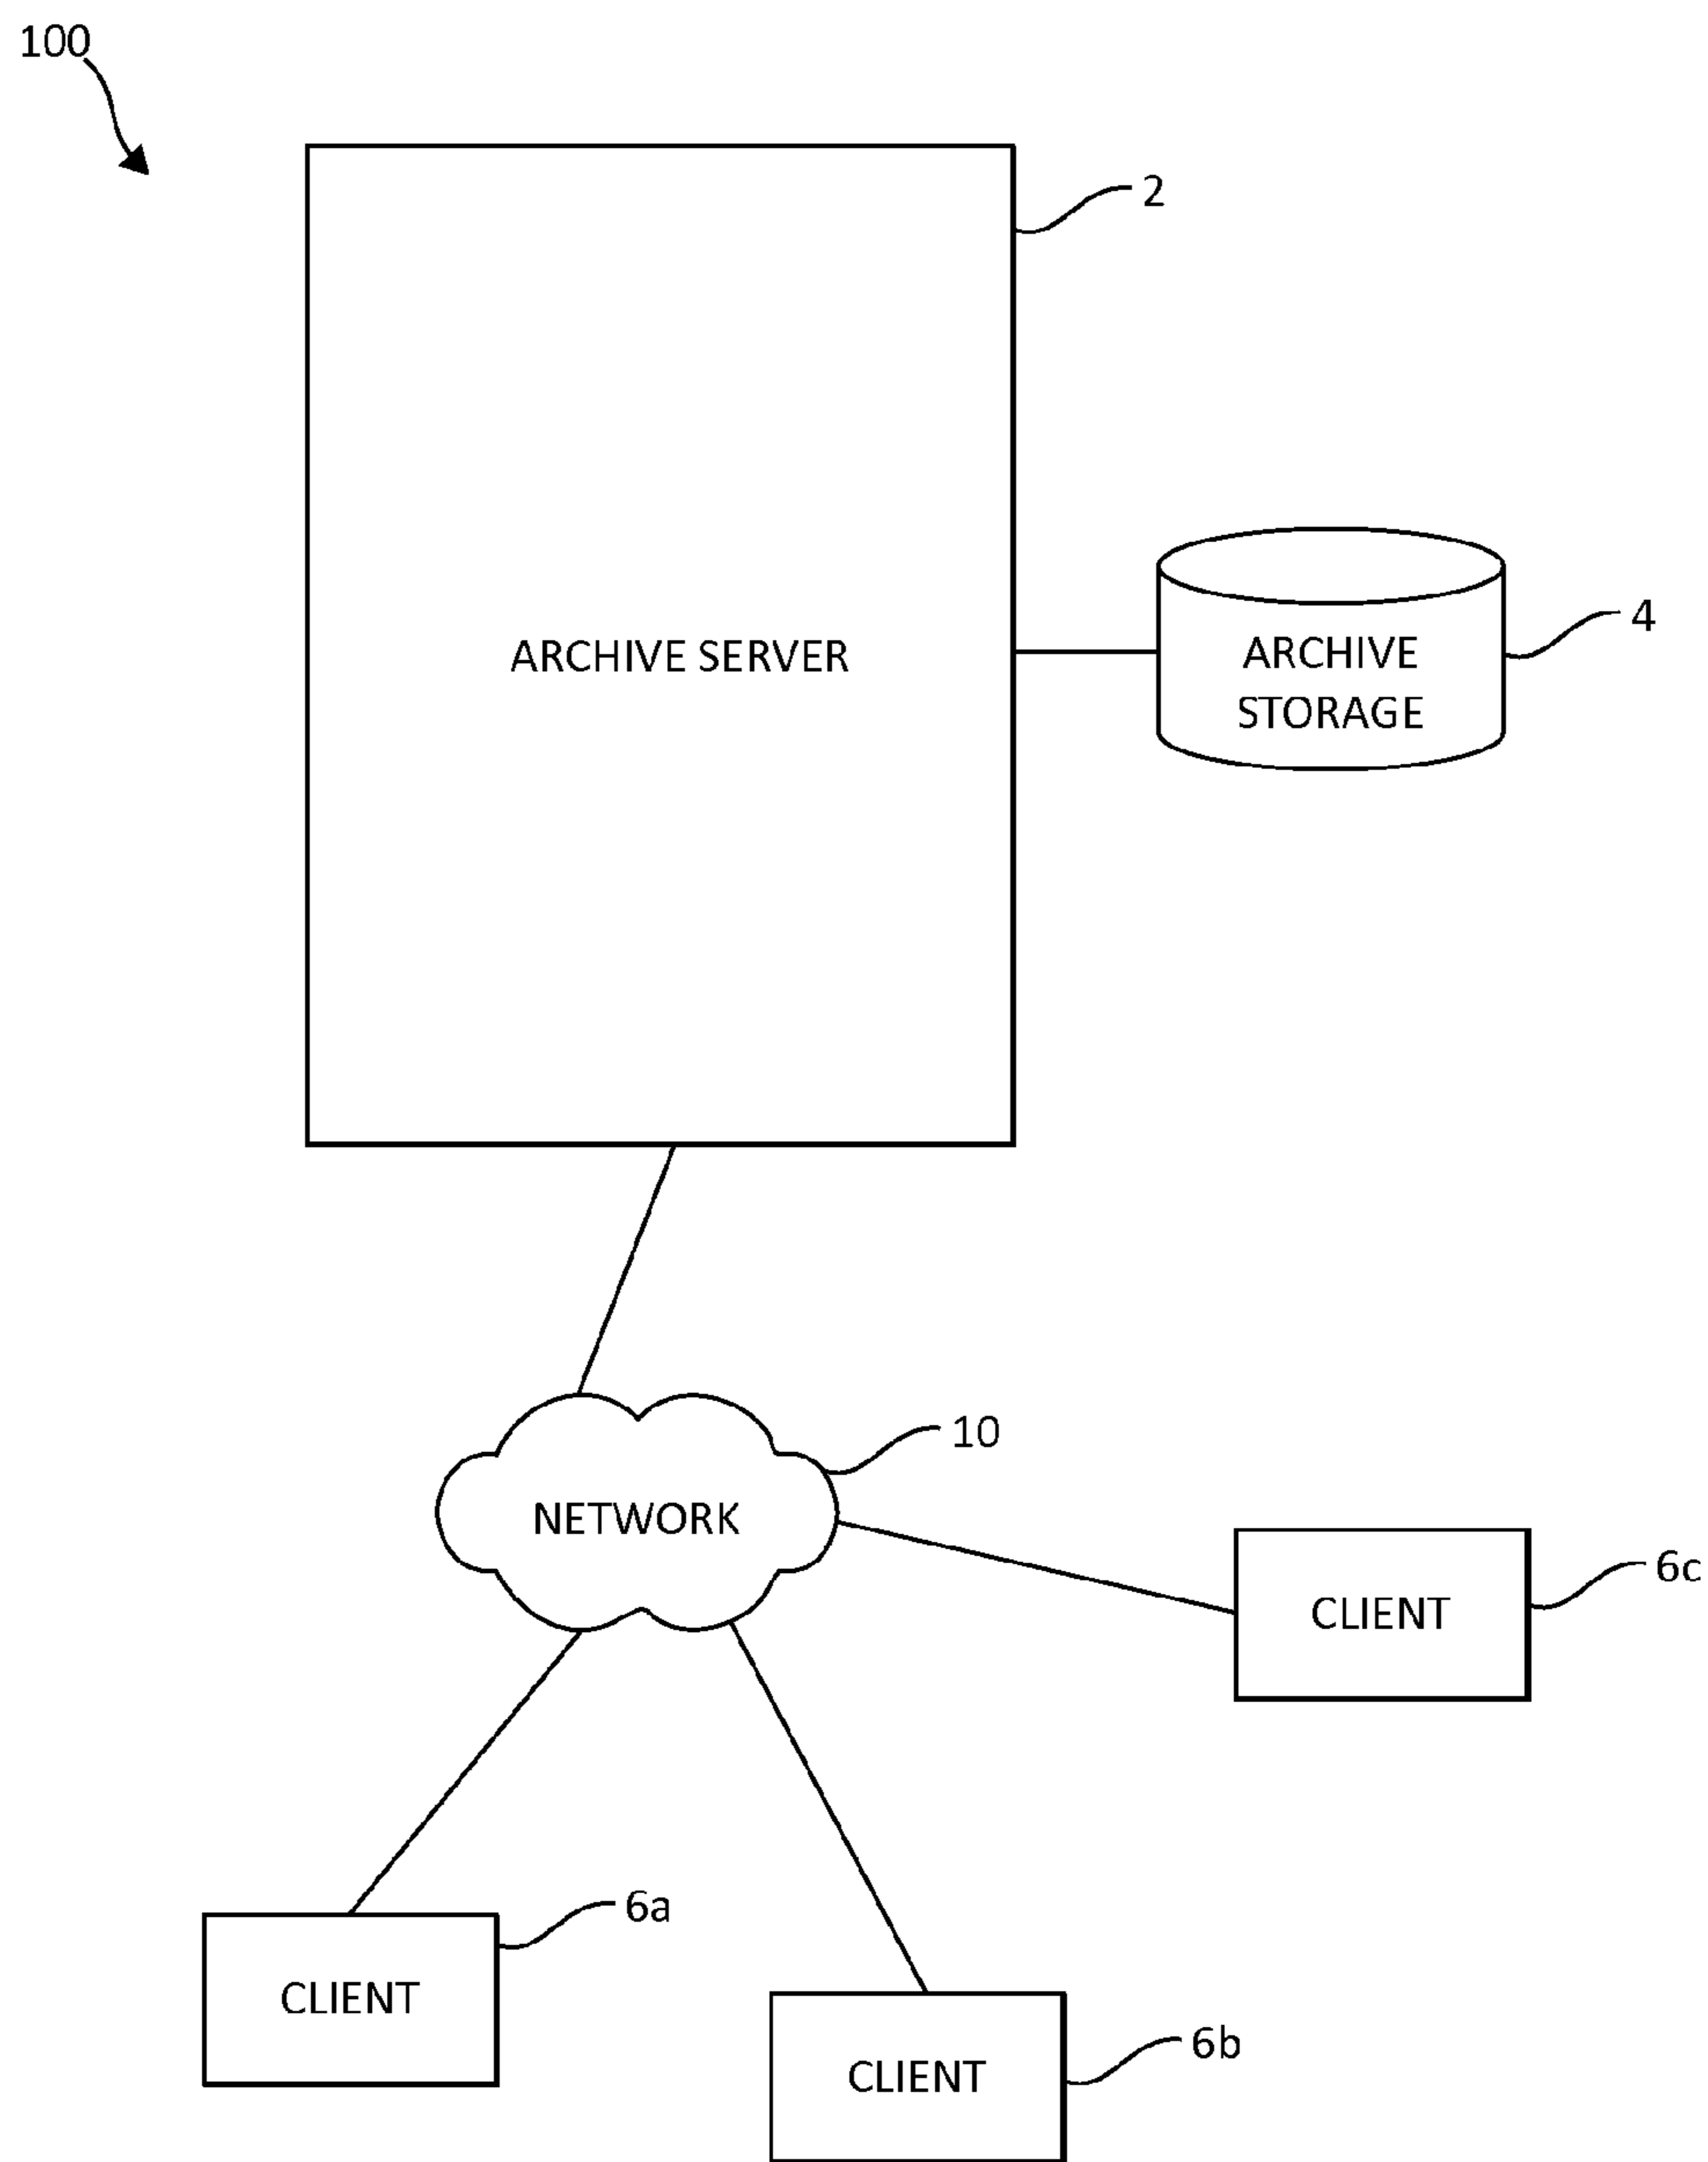 100
2
ARCHIVE SERVER
4
ARCHIVE
STORAGE
10
NETWORK
6c
CLIENT
6a
CLIENT
6b
CLIENT